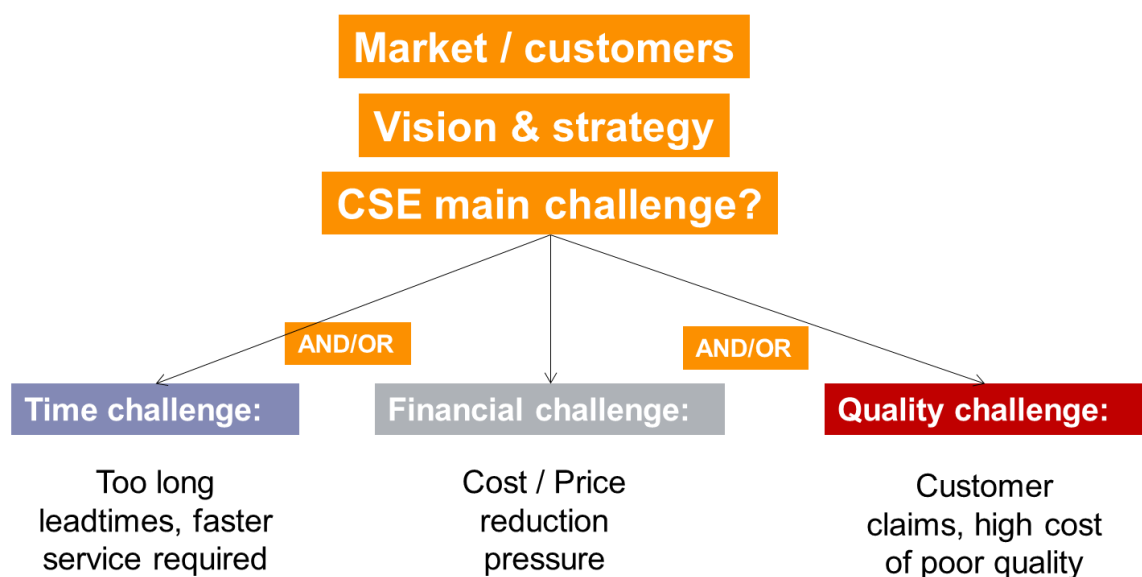 Market / customers
Vision & strategy
CSE main challenge?
AND/OR
AND/OR
Time challenge:
Financial challenge:
Quality challenge:
Too long
leadtimes, faster
service required
Cost / Price
reduction
pressure
Customer
claims, high cost
of poor quality